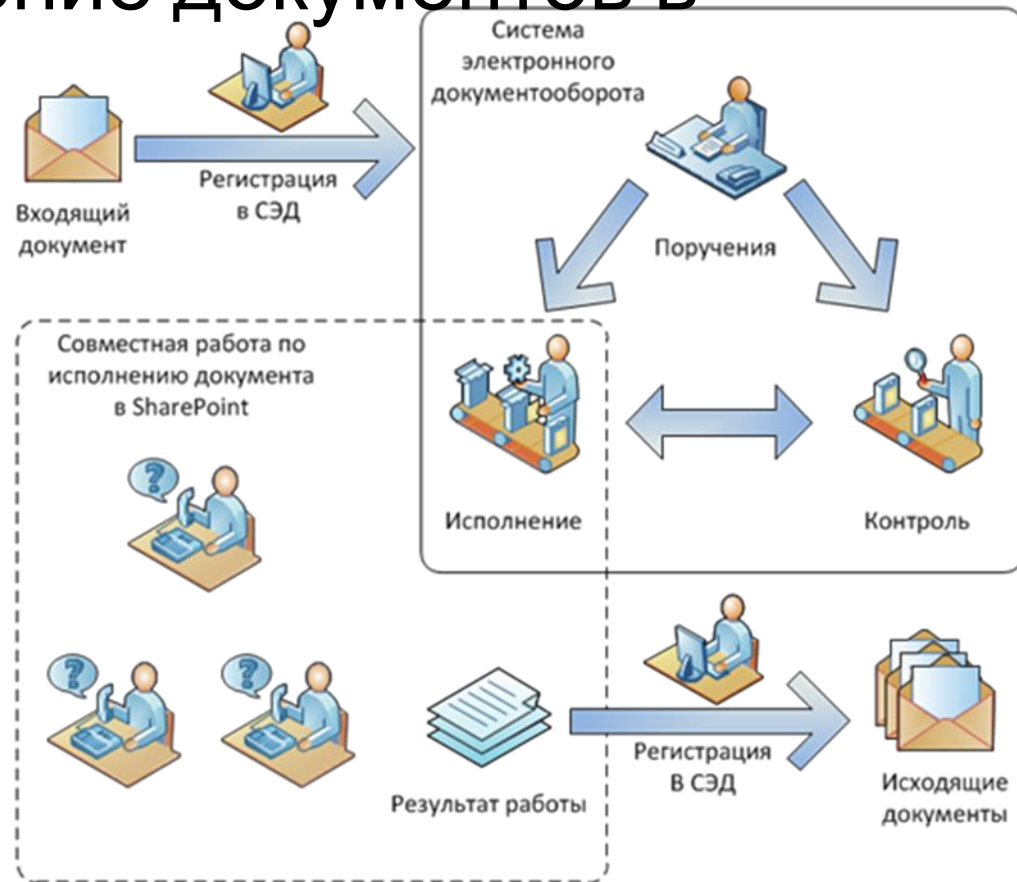 документов в
Система
электронного
документооборота
Входящий
документ
Регистрация
в СЭД
Поручения
Совместная работа по
исполнению документа
в SharePoint
?
Исполнение
Контроль
?
?
Результат работы
Регистрация
В СЭД
Исходящие
документы